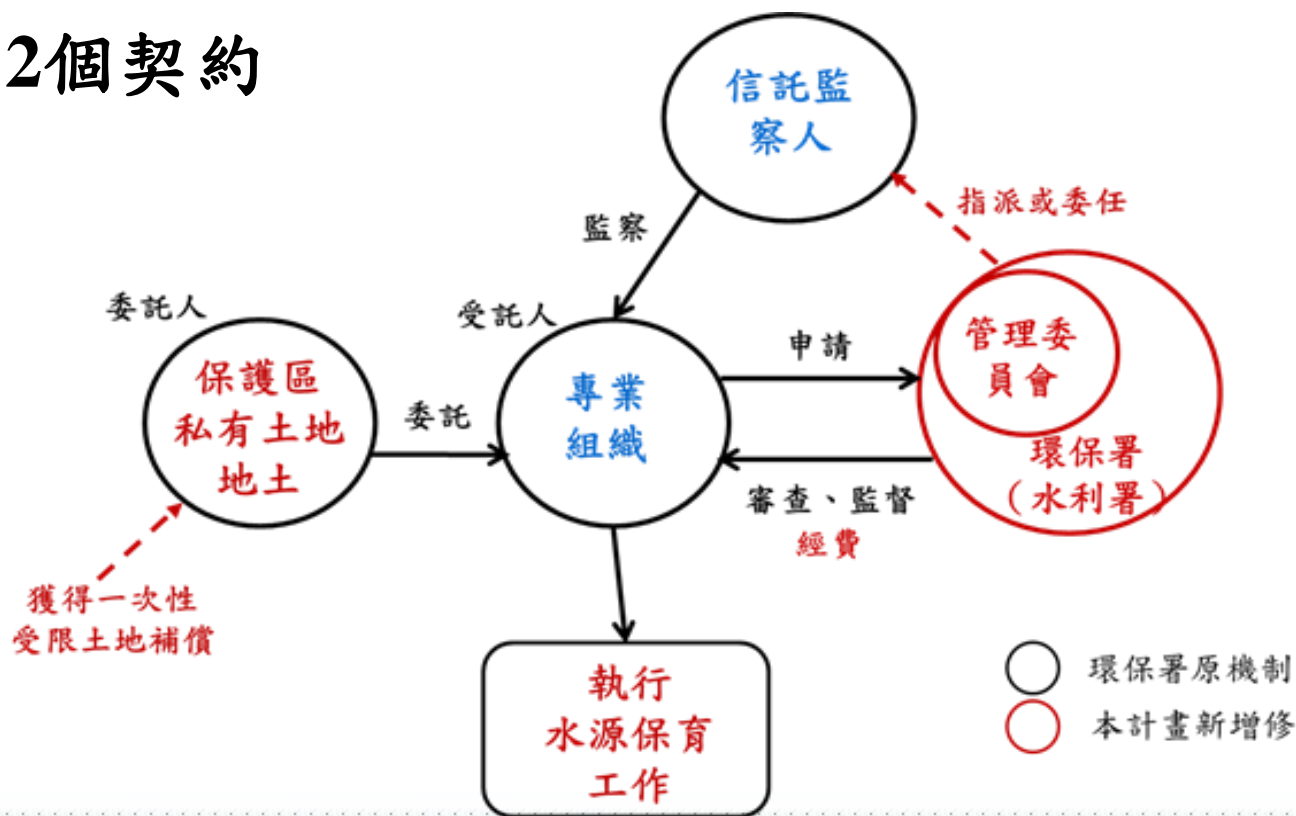 2個契約
信託監
察人
指派或委任
監察
委託人
受託人
保護區
私有土地
地土
委託
專業
組織
申請
管理委
員會
環保署
(水利署)
審查、監督
經費
獲得一次性
受限土地補償
執行
水源保育
工作
環保署原機制
本計畫新增修